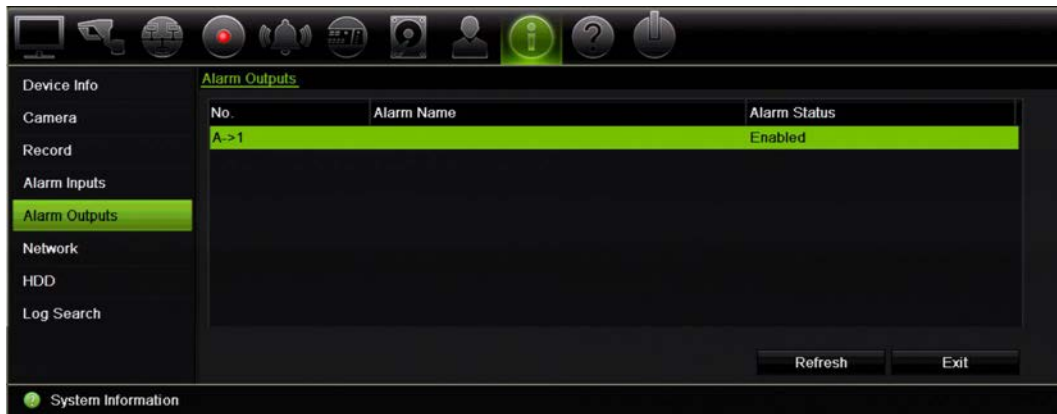 Device Info
Camera
Record
Alarm Inputs
Alarm Outputs
Network
HDD
Log Search
Alarm Outputs
No. Alarm Name Alarm Status
A->1 Enabled
Refresh Exit
System Information